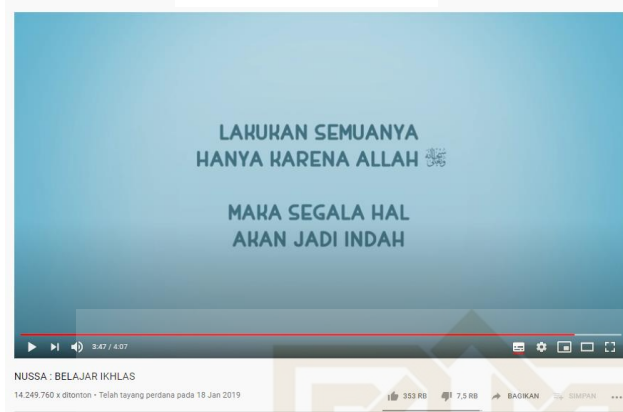 LAKUKAN SEMUANYA
HANYA KARENA ALLAH ﷻ
MAKA SEGALA HAL
AKAN JADI INDAH
3:47 / 4:07
NUSSA : BELAJAR IKHLAS
14.249.760 x ditonton • Telah tayang perdana pada 18 Jan 2019
353 RB
7,5 RB
BAGIKAN
SIMPAN